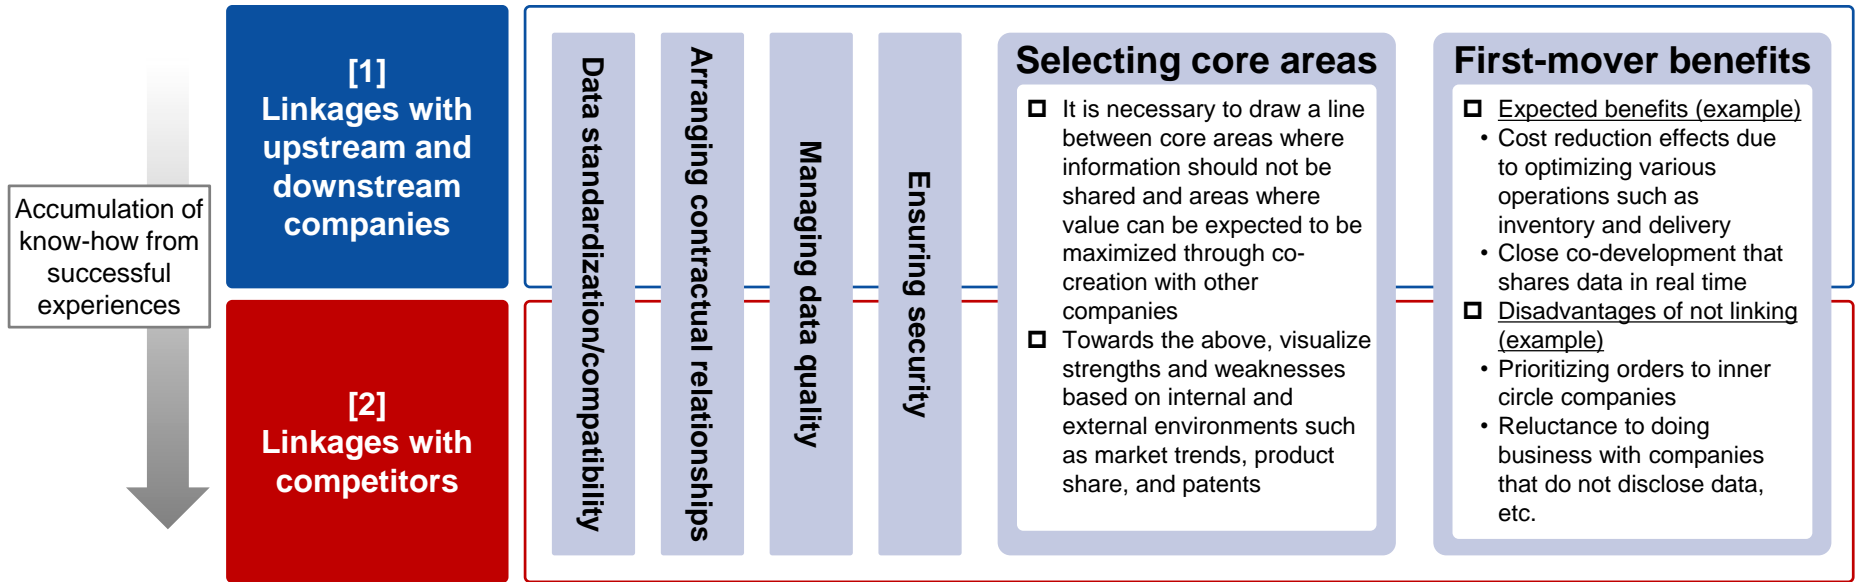 Accumulation of
know-how from
successful
experiences
[1]
Linkages with
upstream and
downstream
companies
[2]
Linkages with
competitors
Data standardization/compatibility
Arranging contractual relationships
Managing data quality
Ensuring security
Selecting core areas
It is necessary to draw a line
between core areas where
information should not be
shared and areas where
value can be expected to be
maximized through co-
creation with other
companies
Towards the above, visualize
strengths and weaknesses
based on internal and
external environments such
as market trends, product
share, and patents
First-mover benefits
Expected benefits (example)
• Cost reduction effects due
to optimizing various
operations such as
inventory and delivery
• Close co-development that
shares data in real time
Disadvantages of not linking
(example)
• Prioritizing orders to inner
circle companies
• Reluctance to doing
business with companies
that do not disclose data,
etc.